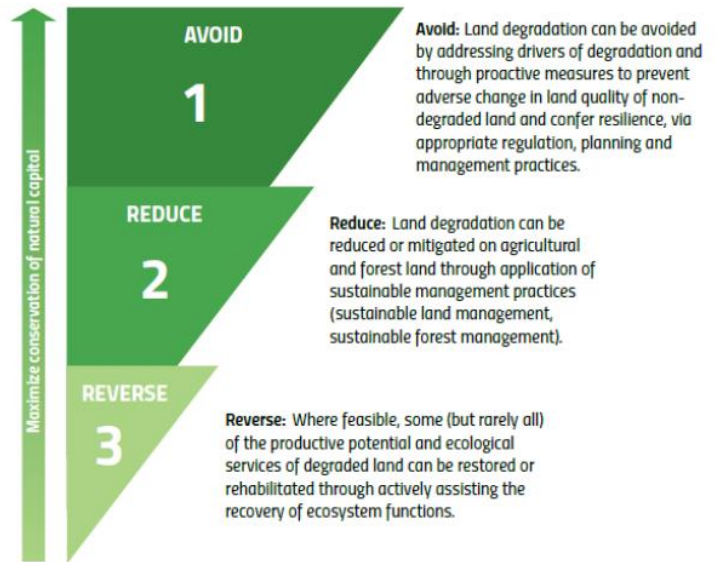 Maximize conservation of natural capital
AVOID
1
Avoid: Land degradation can be avoided
by addressing drivers of degradation and
through proactive measures to prevent
adverse change in land quality of non-
degraded land and confer resilience, via
appropriate regulation, planning and
management practices.
REDUCE
2
Reduce: Land degradation can be
reduced or mitigated on agricultural
and forest land through application of
sustainable management practices
(sustainable land management,
sustainable forest management).
REVERSE
3
Reverse: Where feasible, some (but rarely all)
of the productive potential and ecological
services of degraded land can be restored or
rehabilitated through actively assisting the
recovery of ecosystem functions.